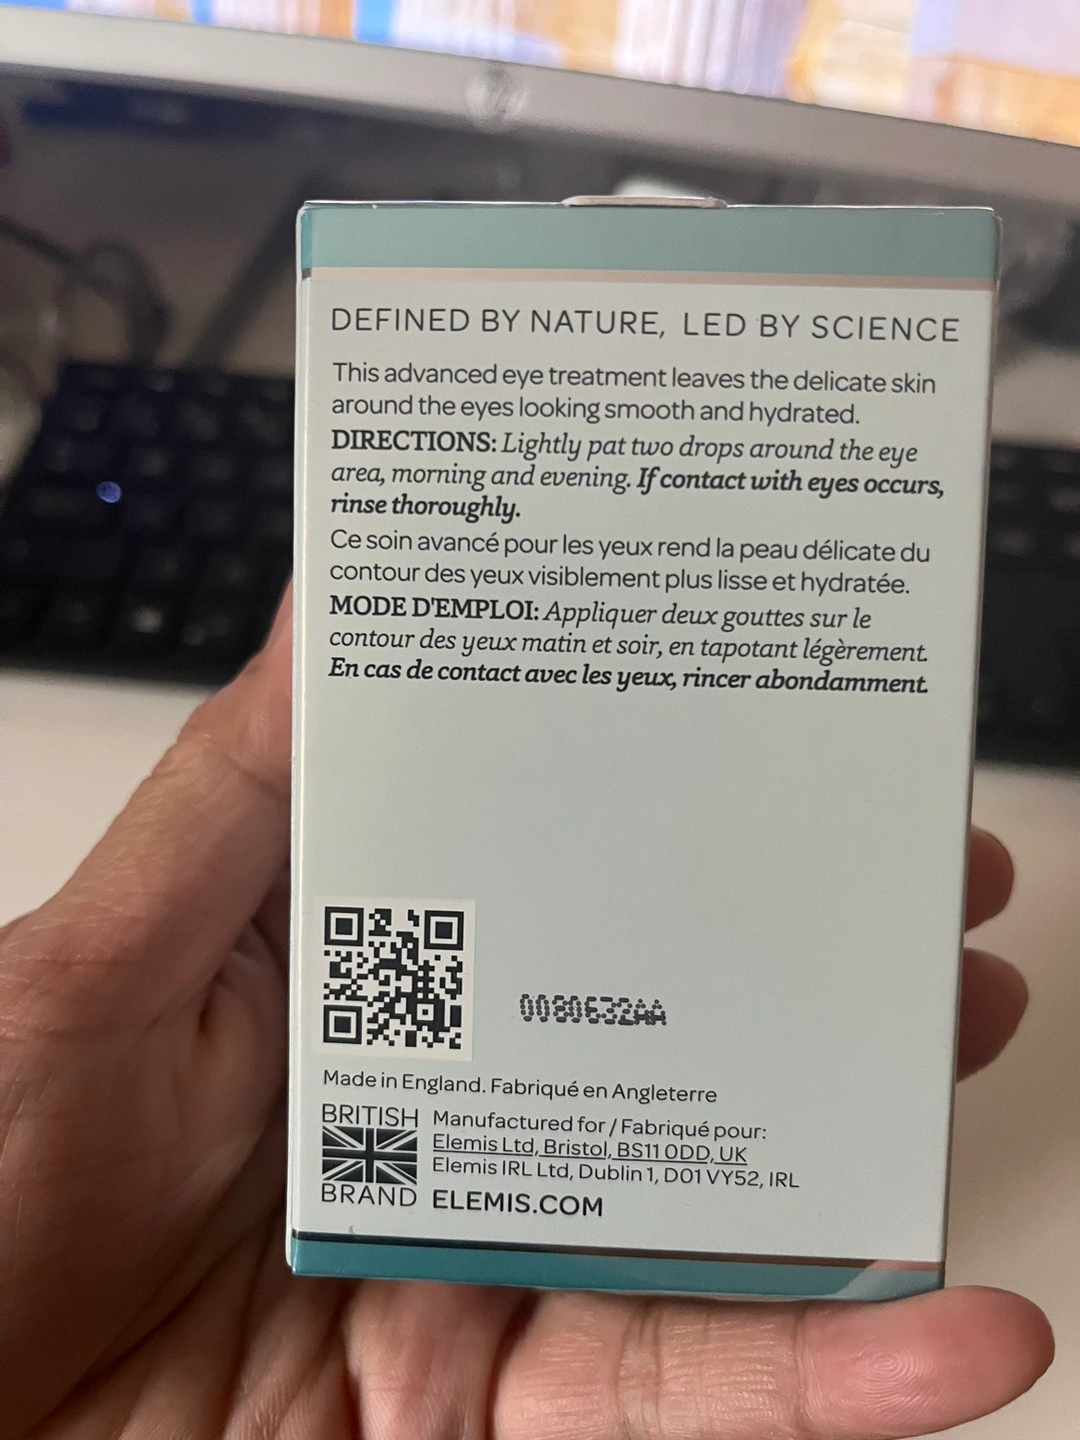 DEFINED BY NATURE, LED BY SCIENCE
This advanced eye treatment leaves the delicate skin
around the eyes looking smooth and hydrated.
DIRECTIONS: Lightly pat two drops around the eye
area, morning and evening. If contact with eyes occurs,
rinse thoroughly.
Ce soin avancé pour les yeux rend la peau délicate du
contour des yeux visiblement plus lisse et hydratée.
MODE D'EMPLOI: Appliquer deux gouttes sur le
contour des yeux matin et soir, en tapotant légèrement.
En cas de contact avec les yeux, rincer abondamment.
0080E32AA
Made in England. Fabriqué en Angleterre
BRITISH
BRAND
Manufactured for / Fabriqué pour:
Elemis Ltd, Bristol, BS11 0DD, UK
Elemis IRL Ltd, Dublin 1, D01 VY52, IRL
ELEMIS.COM